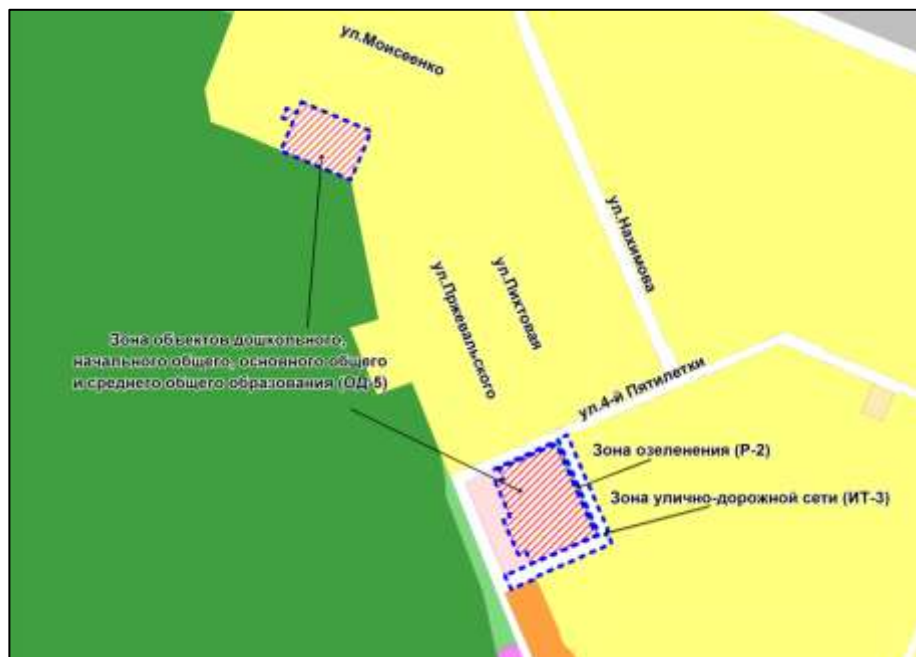 ул.Моисеенко
ул.Нахимова
ул.Пихтовая
ул.Пржевальского
Зона объектов дошкольного,
начального общего, основного общего
и среднего общего образования (ОД-5)
ул.4-й Пятилетки
Зона озеленения (Р-2)
Зона улично-дорожной сети (ИТ-3)